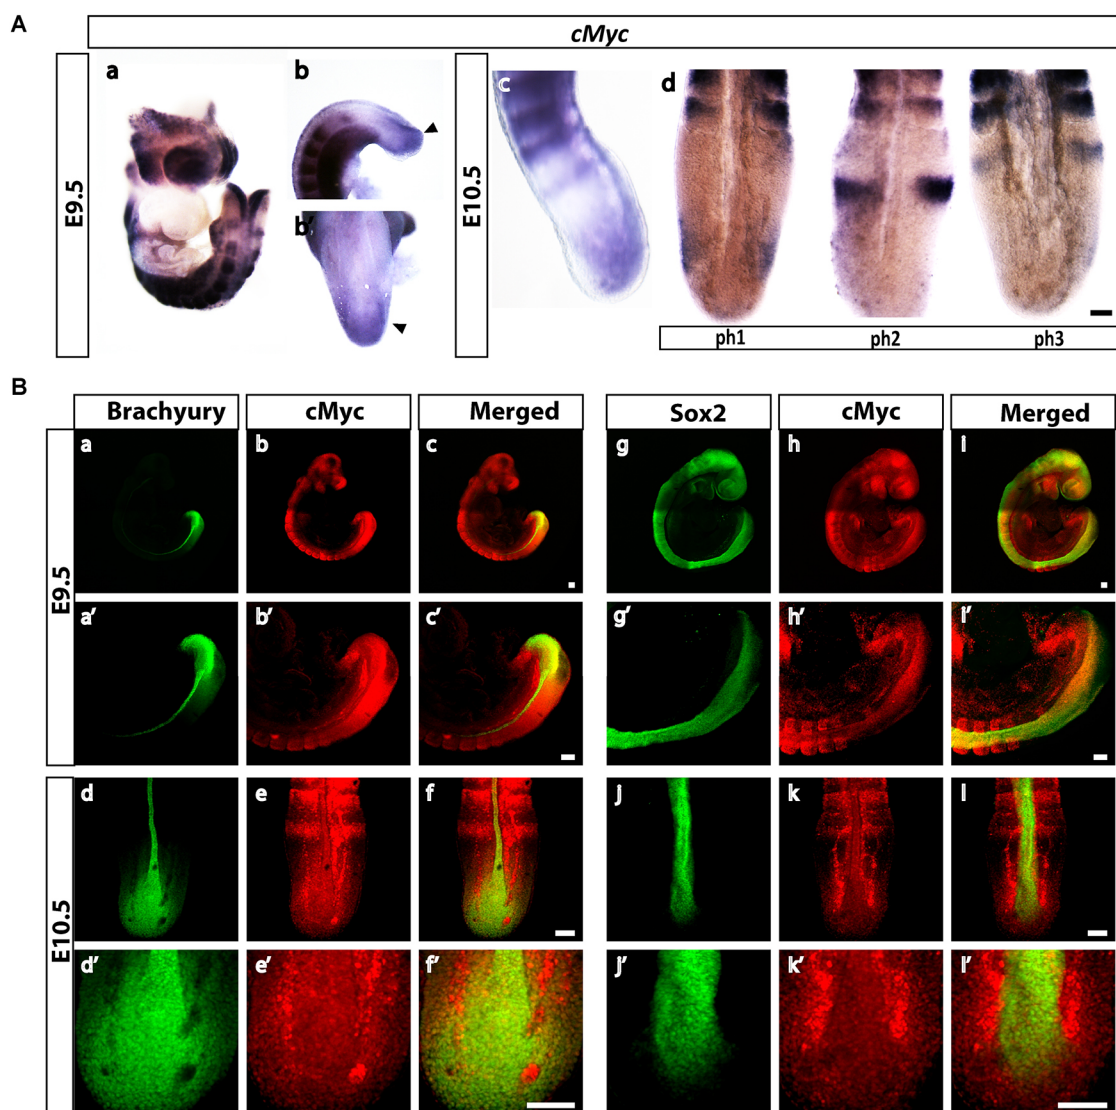 A
cMyc
E9.5
a
b
b'
E10.5
c
d
ph1
ph2
ph3
B
Brachyury
cMyc
Merged
Sox2
cMyc
Merged
E9.5
a
b
c
g
h
i
a'
b'
c'
g'
h'
i'
E10.5
d
e
f
j
k
l
d'
e'
f'
j'
k'
l'